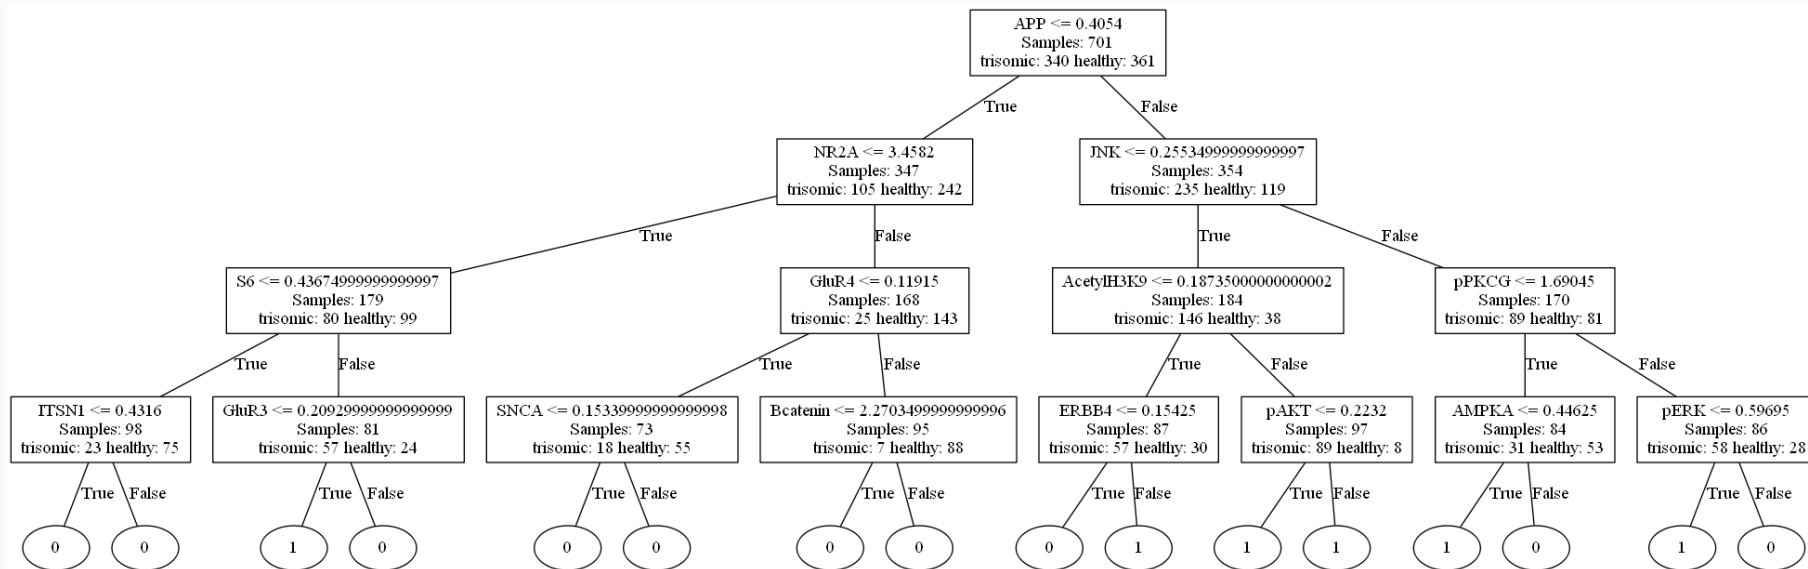 APP <= 0.4054
Samples: 701
trisomic: 340 healthy: 361
True
False
NR2A <= 3.4582
Samples: 347
trisomic: 105 healthy: 242
JNK <= 0.25534999999999997
Samples: 354
trisomic: 235 healthy: 119
True
False
True
False
S6 <= 0.43674999999999997
Samples: 179
trisomic: 80 healthy: 99
GluR4 <= 0.11915
Samples: 168
trisomic: 25 healthy: 143
AcetylH3K9 <= 0.18735000000000002
Samples: 184
trisomic: 146 healthy: 38
pPKCG <= 1.69045
Samples: 170
trisomic: 89 healthy: 81
True
False
True
False
True
False
True
False
ITSN1 <= 0.4316
Samples: 98
trisomic: 23 healthy: 75
GluR3 <= 0.20929999999999999
Samples: 81
trisomic: 57 healthy: 24
SNCA <= 0.15339999999999998
Samples: 73
trisomic: 18 healthy: 55
Bcatenin <= 2.2703499999999996
Samples: 95
trisomic: 7 healthy: 88
ERBB4 <= 0.15425
Samples: 87
trisomic: 57 healthy: 30
pAKT <= 0.2232
Samples: 97
trisomic: 89 healthy: 8
AMPKA <= 0.44625
Samples: 84
trisomic: 31 healthy: 53
pERK <= 0.59695
Samples: 86
trisomic: 58 healthy: 28
True
False
True
False
True
False
True
False
True
False
True
False
True
False
True
False
0
0
1
0
0
0
0
0
0
1
1
1
1
0
1
0